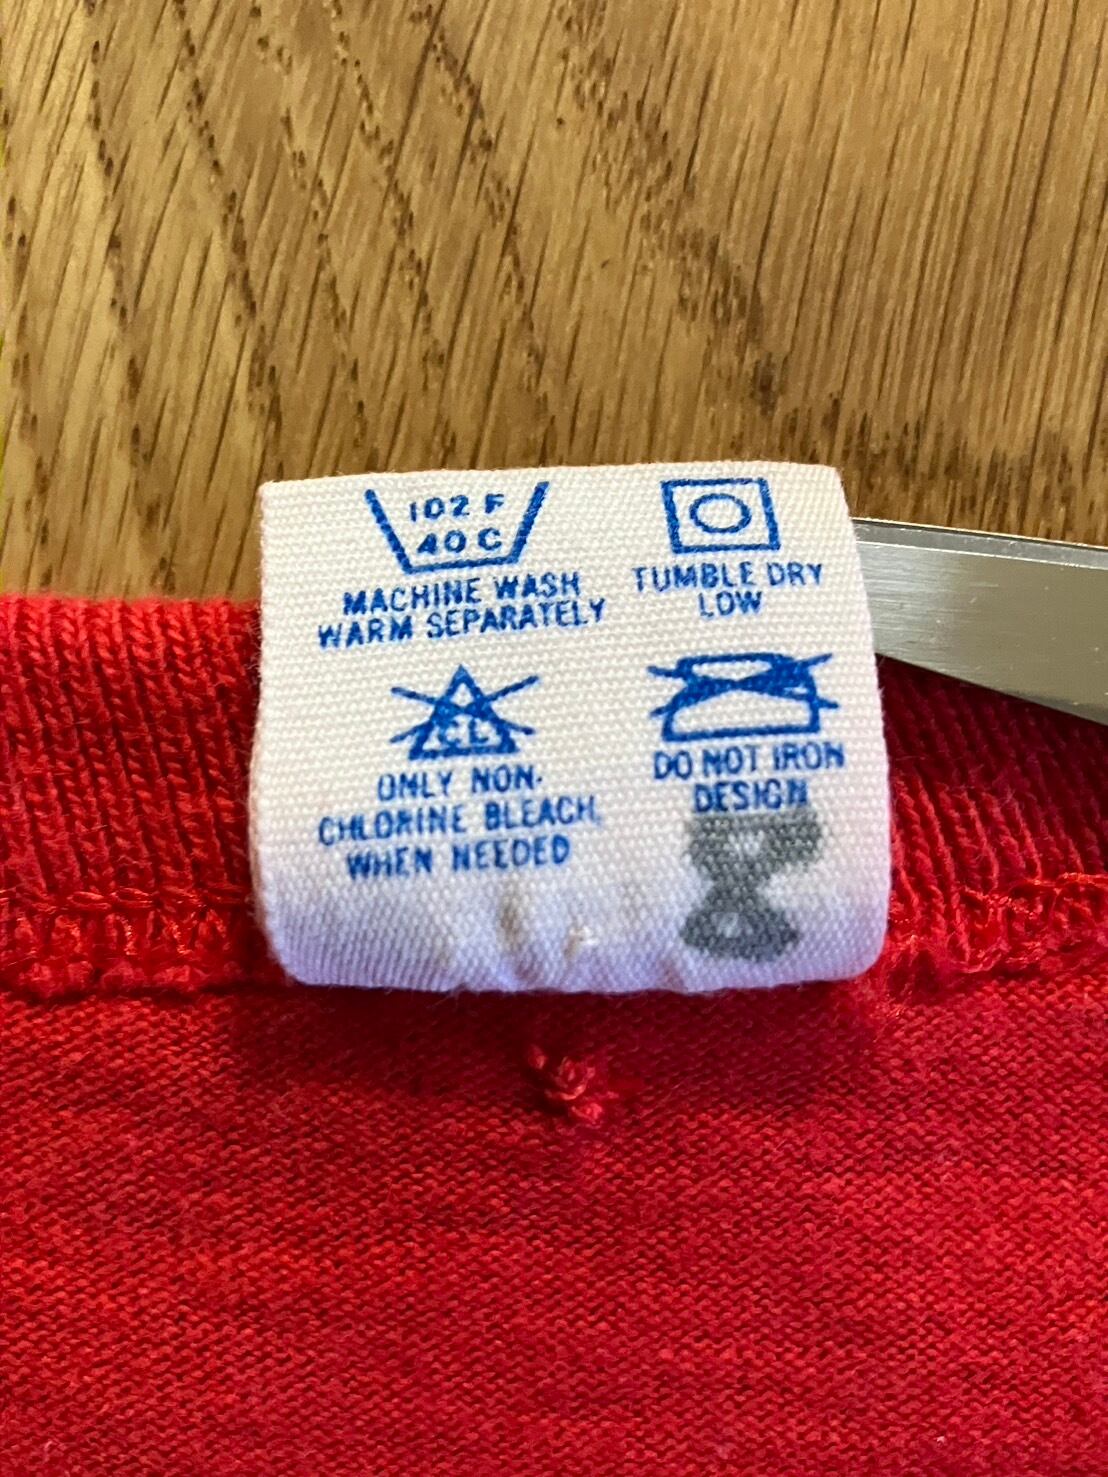 102 F
40 C
MACHINE WASH
WARM SEPARATELY
TUMBLE DRY
LOW
CL
ONLY NON-
CHLORINE BLEACH,
WHEN NEEDED
DO NOT IRON
DESIGN